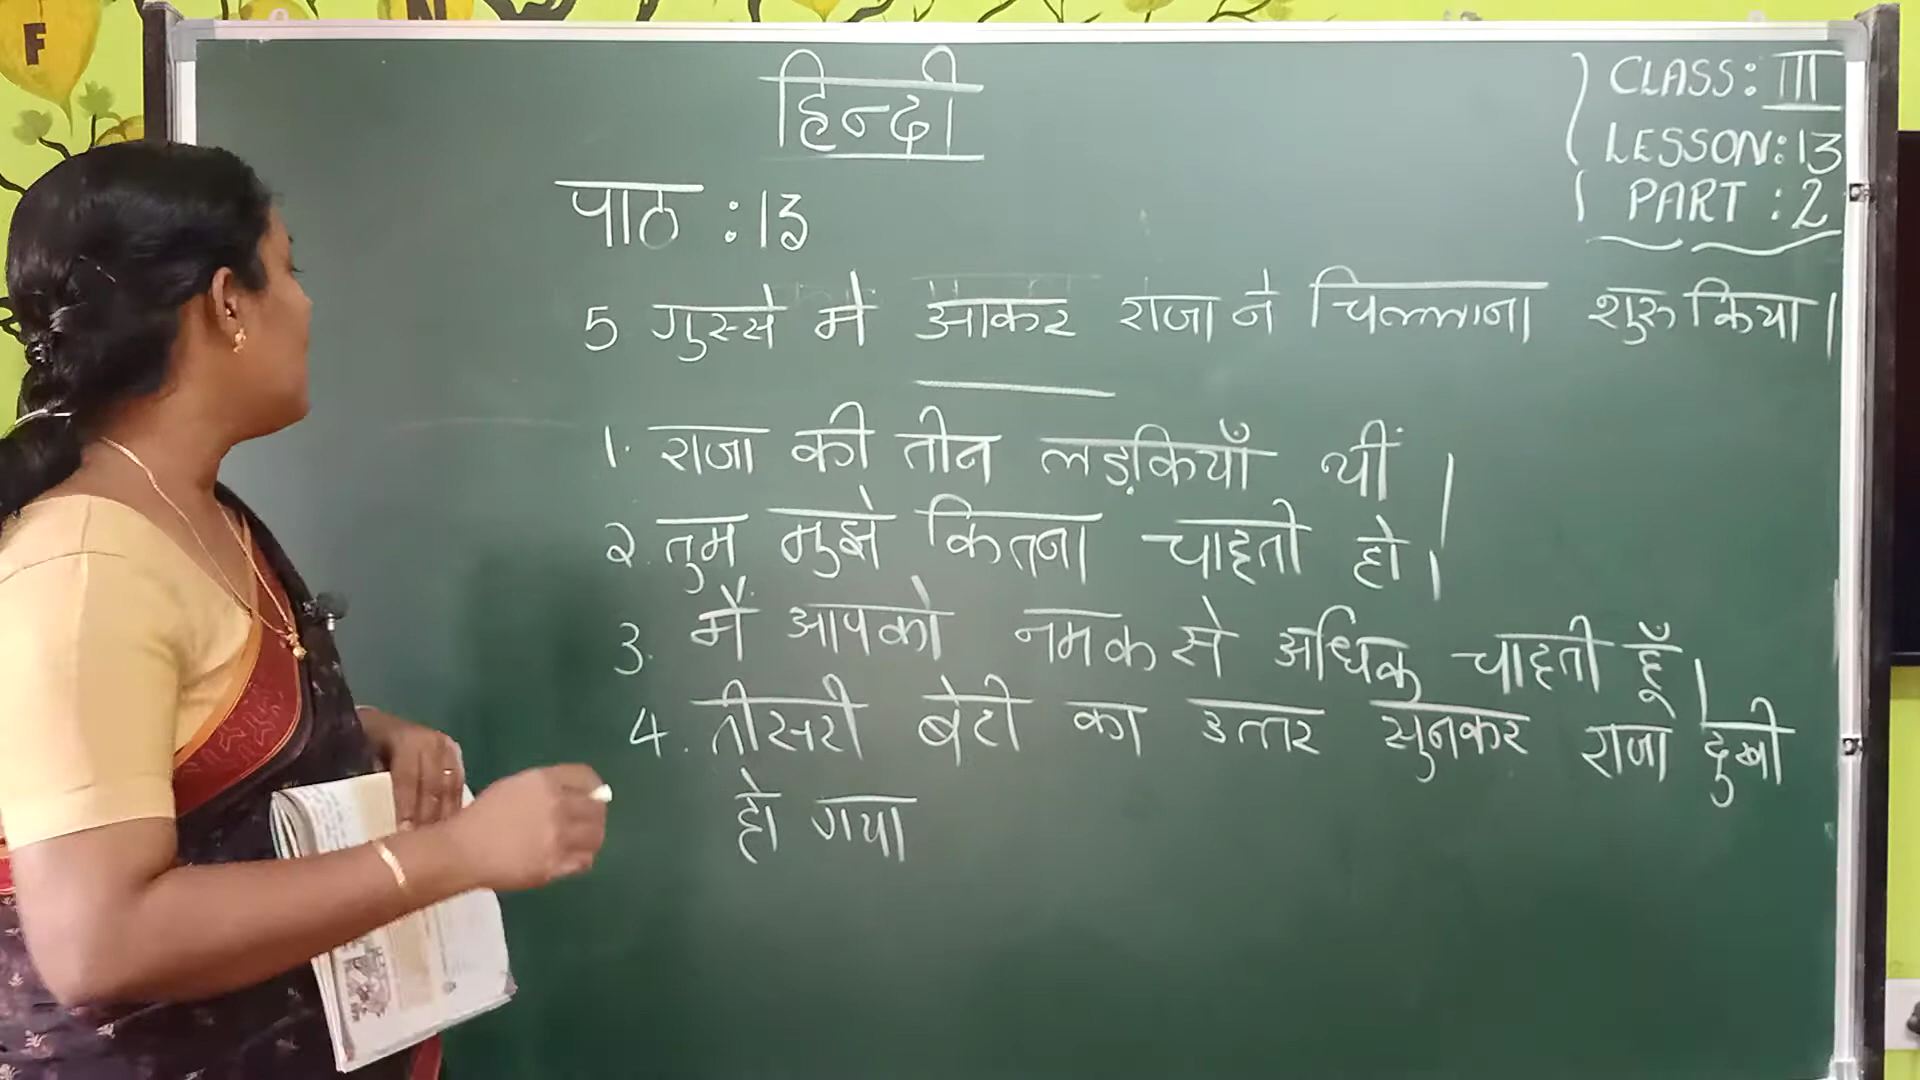 F
N
हिन्दी
CLASS: III
LESSON: 13
PART : 2
पाठ : 13
5 गुस्से मे आकर राजा ने चिल्लाना शुरु किया।
1. राजा की तीन लड़कियाँ थीं।
2. तुम मुझे कितना चाहती हो।
3. मैं आपको नमक से अधिक चाहती हूँ।
4. तीसरी बेटी का उत्तर सुनकर राजा दुखी
हो गया